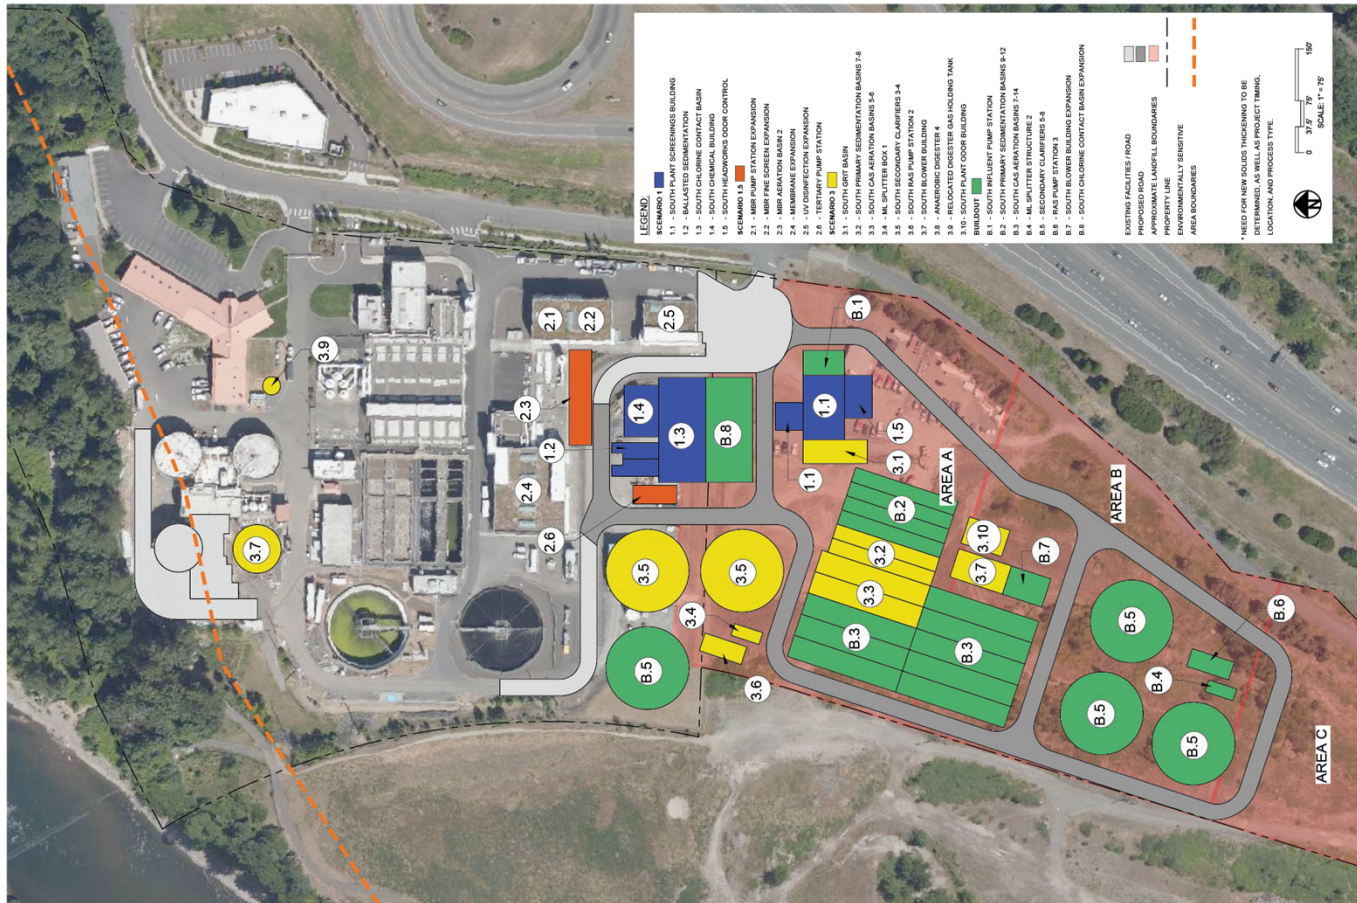 LEGEND:
SCENARIO 1
1.1 - SOUTH PLANT SCREENINGS BUILDING
1.2 - BALLASTED SEDIMENTATION
1.3 - SOUTH CHLORINE CONTACT BASIN
1.4 - SOUTH CHEMICAL BUILDING
1.5 - SOUTH HEADWORKS ODOR CONTROL
SCENARIO 1.5
2.1 - MBR PUMP STATION EXPANSION
2.2 - MBR FINE SCREEN EXPANSION
2.3 - MBR AERATION BASIN 2
2.4 - MEMBRANE EXPANSION
2.5 - UV DISINFECTION EXPANSION
2.6 - TERTIARY PUMP STATION
SCENARIO 3
3.1 - SOUTH GRIT BASIN
3.2 - SOUTH PRIMARY SEDIMENTATION BASINS 7-8
3.3 - SOUTH CAS AERATION BASINS 5-6
3.4 - ML SPLITTER BOX 1
3.5 - SOUTH SECONDARY CLARIFIERS 3-4
3.6 - SOUTH RAS PUMP STATION 2
3.7 - SOUTH BLOWER BUILDING
3.8 - ANAEROBIC DIGESTER 4
3.9 - RELOCATED DIGESTER GAS HOLDING TANK
3.10 - SOUTH PLANT ODOR BUILDING
BUILDOUT
B.1 - SOUTH INFLUENT PUMP STATION
B.2 - SOUTH PRIMARY SEDIMENTATION BASINS 9-12
B.3 - SOUTH CAS AERATION BASINS 7-14
B.4 - ML SPLITTER STRUCTURE 2
B.5 - SECONDARY CLARIFIERS 5-8
B.6 - RAS PUMP STATION 3
B.7 - SOUTH BLOWER BUILDING EXPANSION
B.8 - SOUTH CHLORINE CONTACT BASIN EXPANSION
EXISTING FACILITIES / ROAD
PROPOSED ROAD
APPROXIMATE LANDFILL BOUNDARIES
PROPERTY LINE
ENVIRONMENTALLY SENSITIVE
AREA BOUNDARIES
* NEED FOR NEW SOLIDS THICKENING TO BE
DETERMINED, AS WELL AS PROJECT TIMING,
LOCATION, AND PROCESS TYPE.
N
0 37.5' 75' 150'
SCALE: 1" = 75'
3.9
3.7
2.1
2.2
2.5
2.3
1.2
2.4
2.6
1.4
1.3
B.8
B.1
1.1
1.5
3.1
1.1
3.5
3.5
3.4
B.5
3.6
AREA A
B.2
3.2
3.3
B.3
B.3
3.10
3.7
B.7
AREA B
B.5
B.6
B.4
B.5
B.5
AREA C